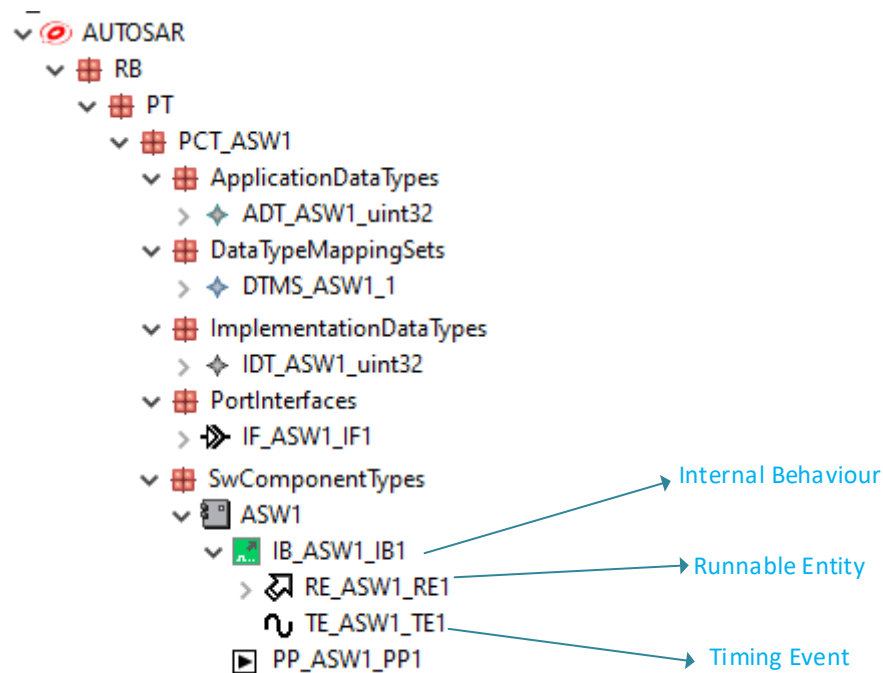 AUTOSAR
RB
PT
PCT_ASW1
ApplicationDataTypes
ADT_ASW1_uint32
DataTypeMappingSets
DTMS_ASW1_1
ImplementationDataTypes
IDT_ASW1_uint32
PortInterfaces
IF_ASW1_IF1
SwComponentTypes
Internal Behaviour
ASW1
IB_ASW1_IB1
RE_ASW1_RE1
Runnable Entity
TE_ASW1_TE1
PP_ASW1_PP1
Timing Event